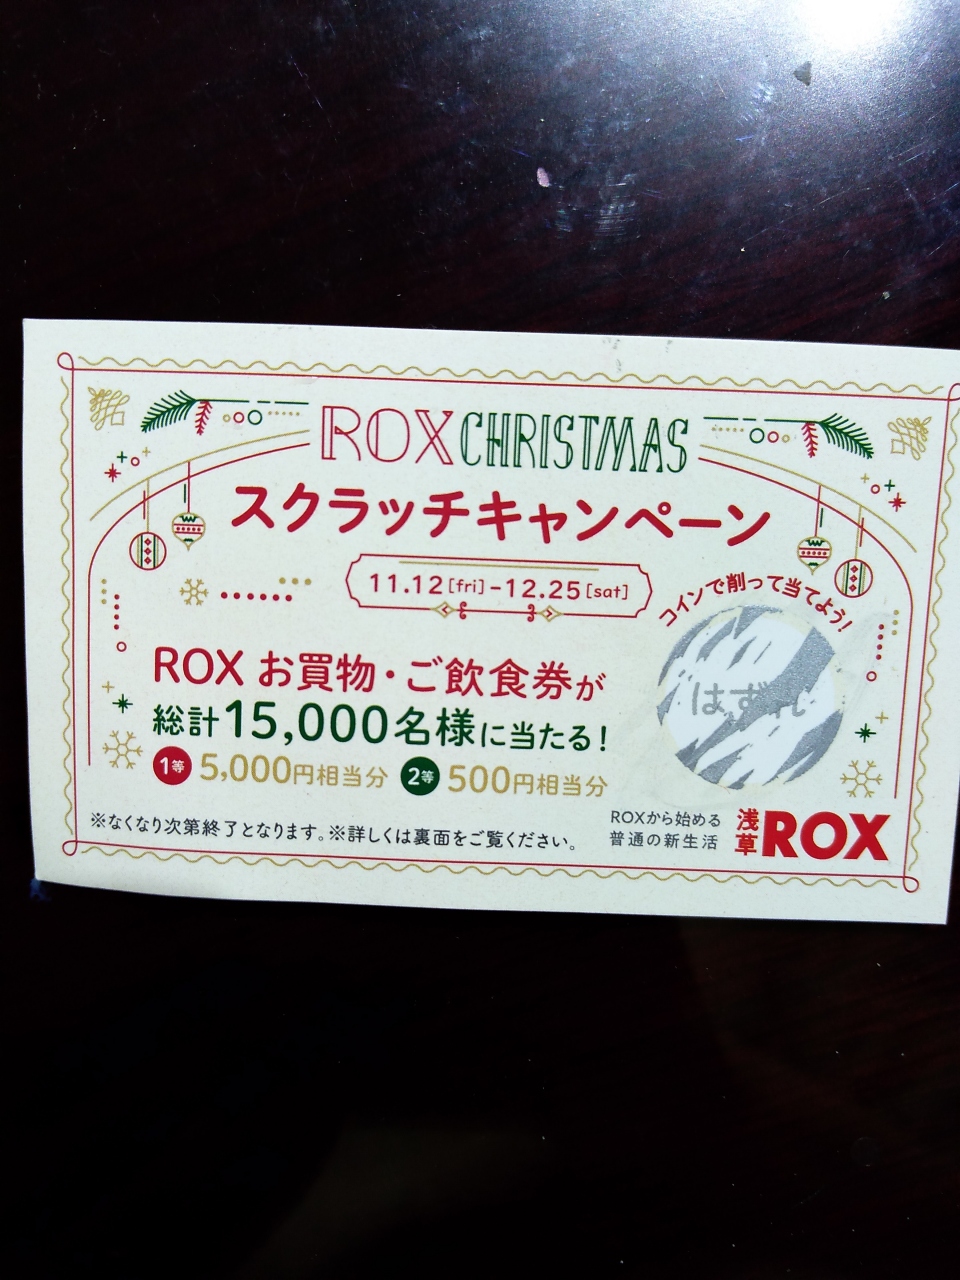 ROX CHRISTMAS
スクラッチキャンペーン
11.12[fri]-12.25[sat]
コインで削って当てよう!
はずれ
ROX お買物・ご飲食券が
総計15,000名様に当たる!
1等 5,000円相当分 2等 500円相当分
※なくなり次第終了となります。※詳しくは裏面をご覧ください。
ROXから始める
普通の新生活
浅草ROX